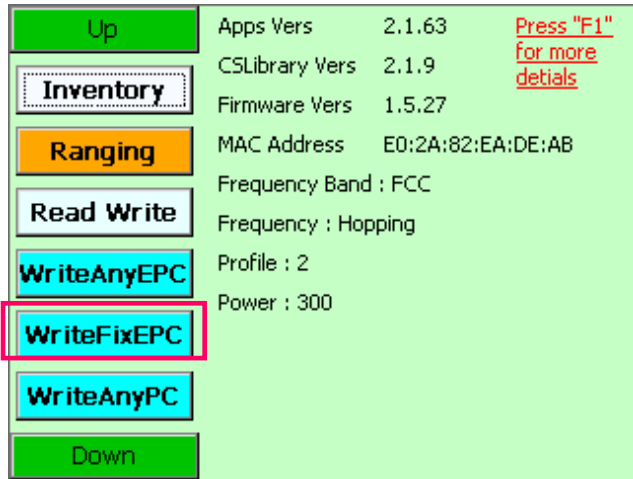 Up
Inventory
Ranging
Read Write
WriteAnyEPC
WriteFixEPC
WriteAnyPC
Down
Apps Vers 2.1.63
CSLibrary Vers 2.1.9
Firmware Vers 1.5.27
MAC Address E0:2A:82:EA:DE:AB
Frequency Band : FCC
Frequency : Hopping
Profile : 2
Power : 300
Press "F1"
for more
detials